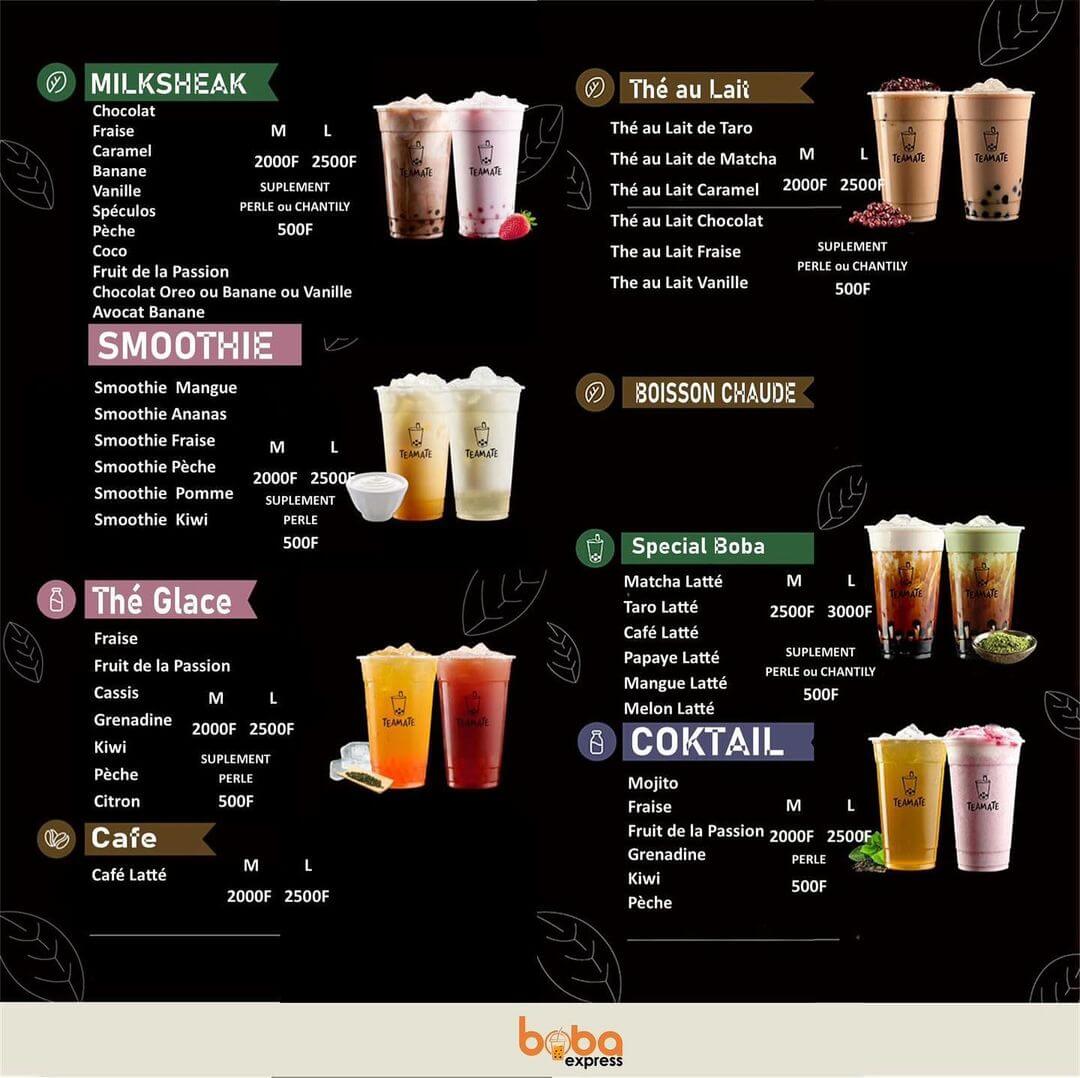 MILKSHEAK
Chocolat
Fraise
Caramel
Banane
Vanille
Spéculos
Pèche
Coco
Fruit de la Passion
Chocolat Oreo ou Banane ou Vanille
Avocat Banane
M L
2000F 2500F
SUPLEMENT
PERLE ou CHANTILY
500F
TEAMATE
TEAMATE
SMOOTHIE
Smoothie Mangue
Smoothie Ananas
Smoothie Fraise
Smoothie Pèche
Smoothie Pomme
Smoothie Kiwi
M L
2000F 2500F
SUPLEMENT
PERLE
500F
TEAMATE
TEAMATE
Thé Glace
Fraise
Fruit de la Passion
Cassis
Grenadine
Kiwi
Pèche
Citron
M L
2000F 2500F
SUPLEMENT
PERLE
500F
TEAMATE
TEAMATE
Cafe
Café Latté
M L
2000F 2500F
Thé au Lait
Thé au Lait de Taro
Thé au Lait de Matcha
Thé au Lait Caramel
Thé au Lait Chocolat
The au Lait Fraise
The au Lait Vanille
M L
2000F 2500F
SUPLEMENT
PERLE ou CHANTILY
500F
TEAMATE
TEAMATE
BOISSON CHAUDE
Special Boba
Matcha Latté
Taro Latté
Café Latté
Papaye Latté
Mangue Latté
Melon Latté
M L
2500F 3000F
SUPLEMENT
PERLE ou CHANTILY
500F
TEAMATE
TEAMATE
COKTAIL
Mojito
Fraise
Fruit de la Passion
Grenadine
Kiwi
Pèche
M L
2000F 2500F
PERLE
500F
TEAMATE
TEAMATE
boba
express